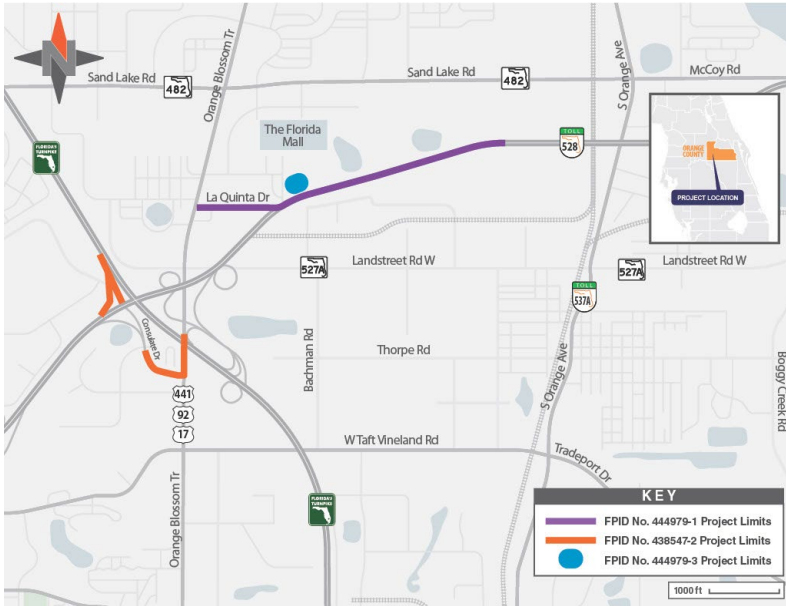 N
Sand Lake Rd
482
Orange Blossom Tr
Sand Lake Rd
482
S Orange Ave
McCoy Rd
FLORIDA'S
TURNPIKE
The Florida
Mall
TOLL
528
ORANGE
COUNTY
PROJECT LOCATION
La Quinta Dr
527A
Landstreet Rd W
527A
Landstreet Rd W
TOLL
537A
Consulate Dr
Bachman Rd
Thorpe Rd
S Orange Ave
Boggy Creek Rd
441
92
17
W Taft Vineland Rd
Tradeport Dr
Orange Blossom Tr
FLORIDA'S
TURNPIKE
KEY
FPID No. 444979-1 Project Limits
FPID No. 438547-2 Project Limits
FPID No. 444979-3 Project Limits
1000 ft